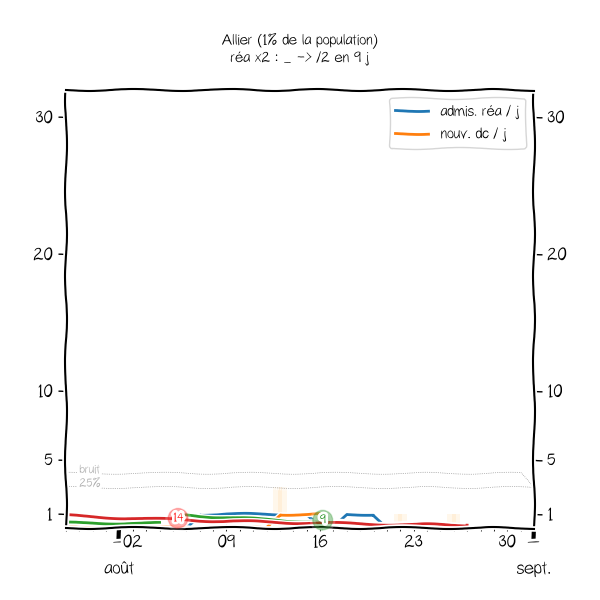 Allier (1% de la population)
réa x2 : _ -> /2 en 9 j
admis. réa / j
nouv. dc / j
30 30
20 20
10 10
5 5
bruit
25%
1 14 9 1
02 09 16 23 30
août sept.